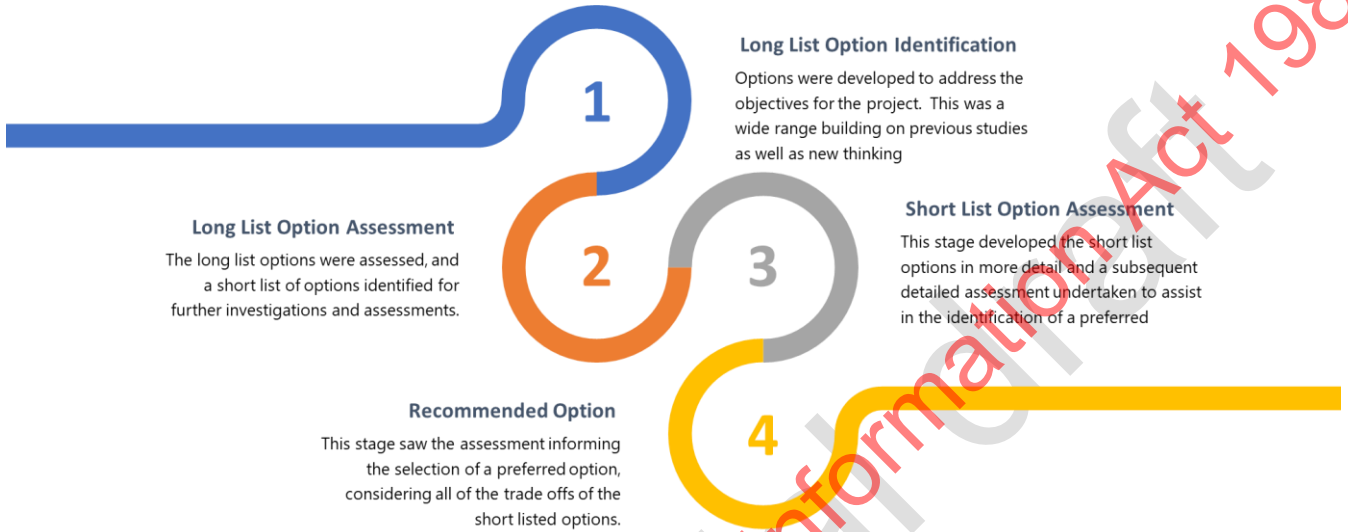 1
Long List Option Identification
Options were developed to address the
objectives for the project. This was a
wide range building on previous studies
as well as new thinking
Long List Option Assessment
The long list options were assessed, and
a short list of options identified for
further investigations and assessments.
2
3
Short List Option Assessment
This stage developed the short list
options in more detail and a subsequent
detailed assessment undertaken to assist
in the identification of a preferred
Recommended Option
This stage saw the assessment informing
the selection of a preferred option,
considering all of the trade offs of the
short listed options.
4
Information Act 198
draft